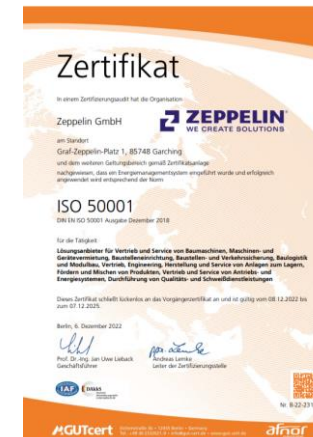 Zertifikat
In einem Zertifizierungsaudit hat die Organisation
Zeppelin GmbH
ZEPPELIN
WE CREATE SOLUTIONS
am Standort
Graf-Zeppelin-Platz 1, 85748 Garching
und dem weiteren Geltungsbereich gemäß Zertifikatsanlage
nachgewiesen, dass ein Energiemanagementsystem eingeführt wurde und erfolgreich
angewendet wird entsprechend der Norm
ISO 50001
DIN EN ISO 50001 Ausgabe Dezember 2018
für die Tätigkeit:
Lösungsanbieter für Vertrieb und Service von Baumaschinen, Maschinen- und
Gerätevermietung, Baustelleneinrichtung, Baustellen- und Verkehrssicherung, Baulogistik
und Modulbau, Vertrieb, Engineering, Herstellung und Service von Anlagen zum Lagern,
Fördern und Mischen von Produkten, Vertrieb und Service von Antriebs- und
Energiesystemen, Durchführung von Qualitäts- und Schweißdienstleistungen
Dieses Zertifikat schließt lückenlos an das Vorgängerzertifikat an und ist gültig vom 08.12.2022 bis
zum 07.12.2025.
Berlin, 6. Dezember 2022
Prof. Dr.-Ing. Jan Uwe Lieback
Geschäftsführer
Andreas Lemke
Leiter der Zertifizierungsstelle
IAF
DAkkS
GUTcert
afnor